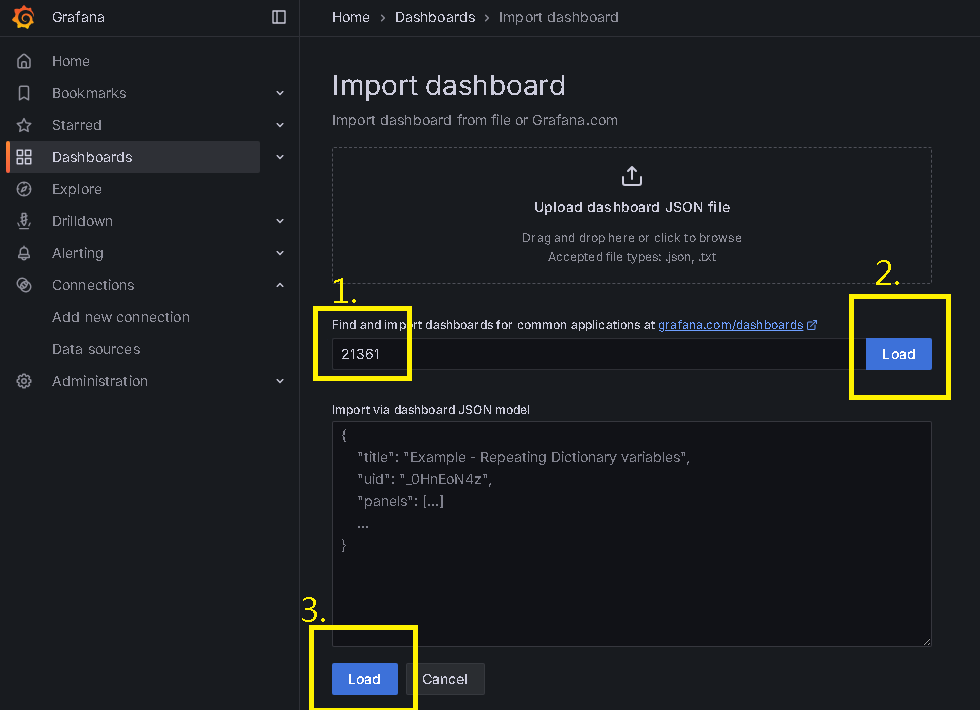 Grafana
Home › Dashboards › Import dashboard
Home
Bookmarks
Starred
Dashboards
Explore
Drilldown
Alerting
Connections
Add new connection
Data sources
Administration
Import dashboard
Import dashboard from file or Grafana.com
Upload dashboard JSON file
Drag and drop here or click to browse
Accepted file types: .json, .txt
1.
2.
Find and import dashboards for common applications at grafana.com/dashboards
21361
Load
Import via dashboard JSON model
{
"title": "Example - Repeating Dictionary variables",
"uid": "_0HnEoN4z",
"panels": [...]
...
}
3.
Load
Cancel